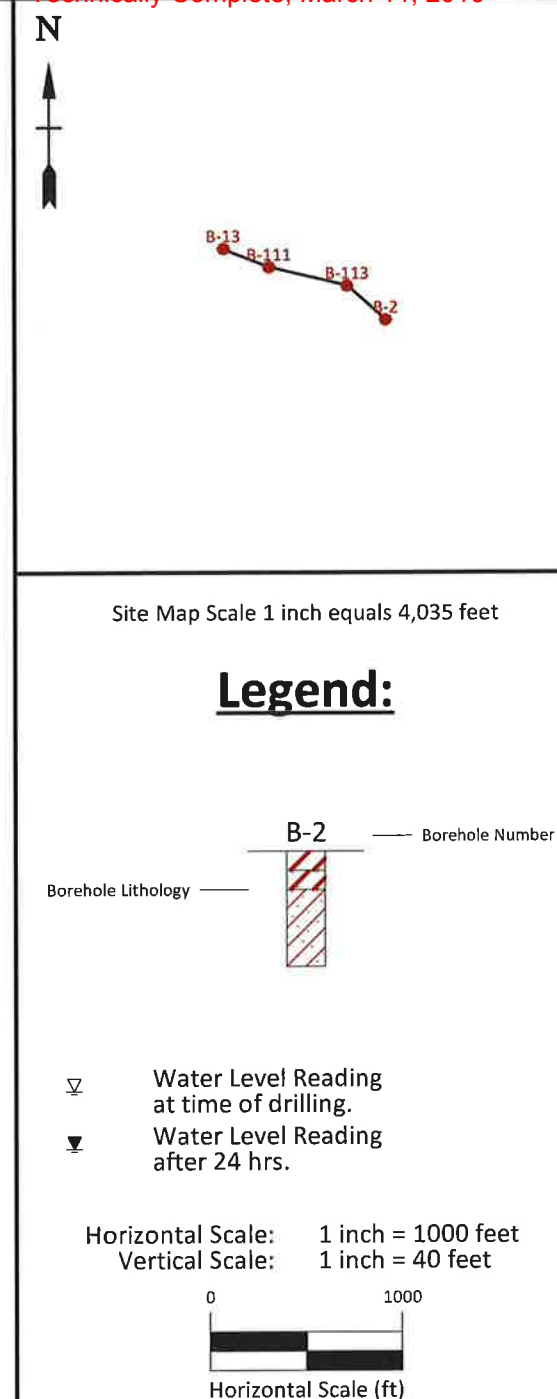 N
B-13
B-111
B-113
B-2
Site Map Scale 1 inch equals 4,035 feet
Legend:
B-2
Borehole Number
Borehole Lithology
Water Level Reading
at time of drilling.
Water Level Reading
after 24 hrs.
Horizontal Scale: 1 inch = 1000 feet
Vertical Scale: 1 inch = 40 feet
0 1000
Horizontal Scale (ft)